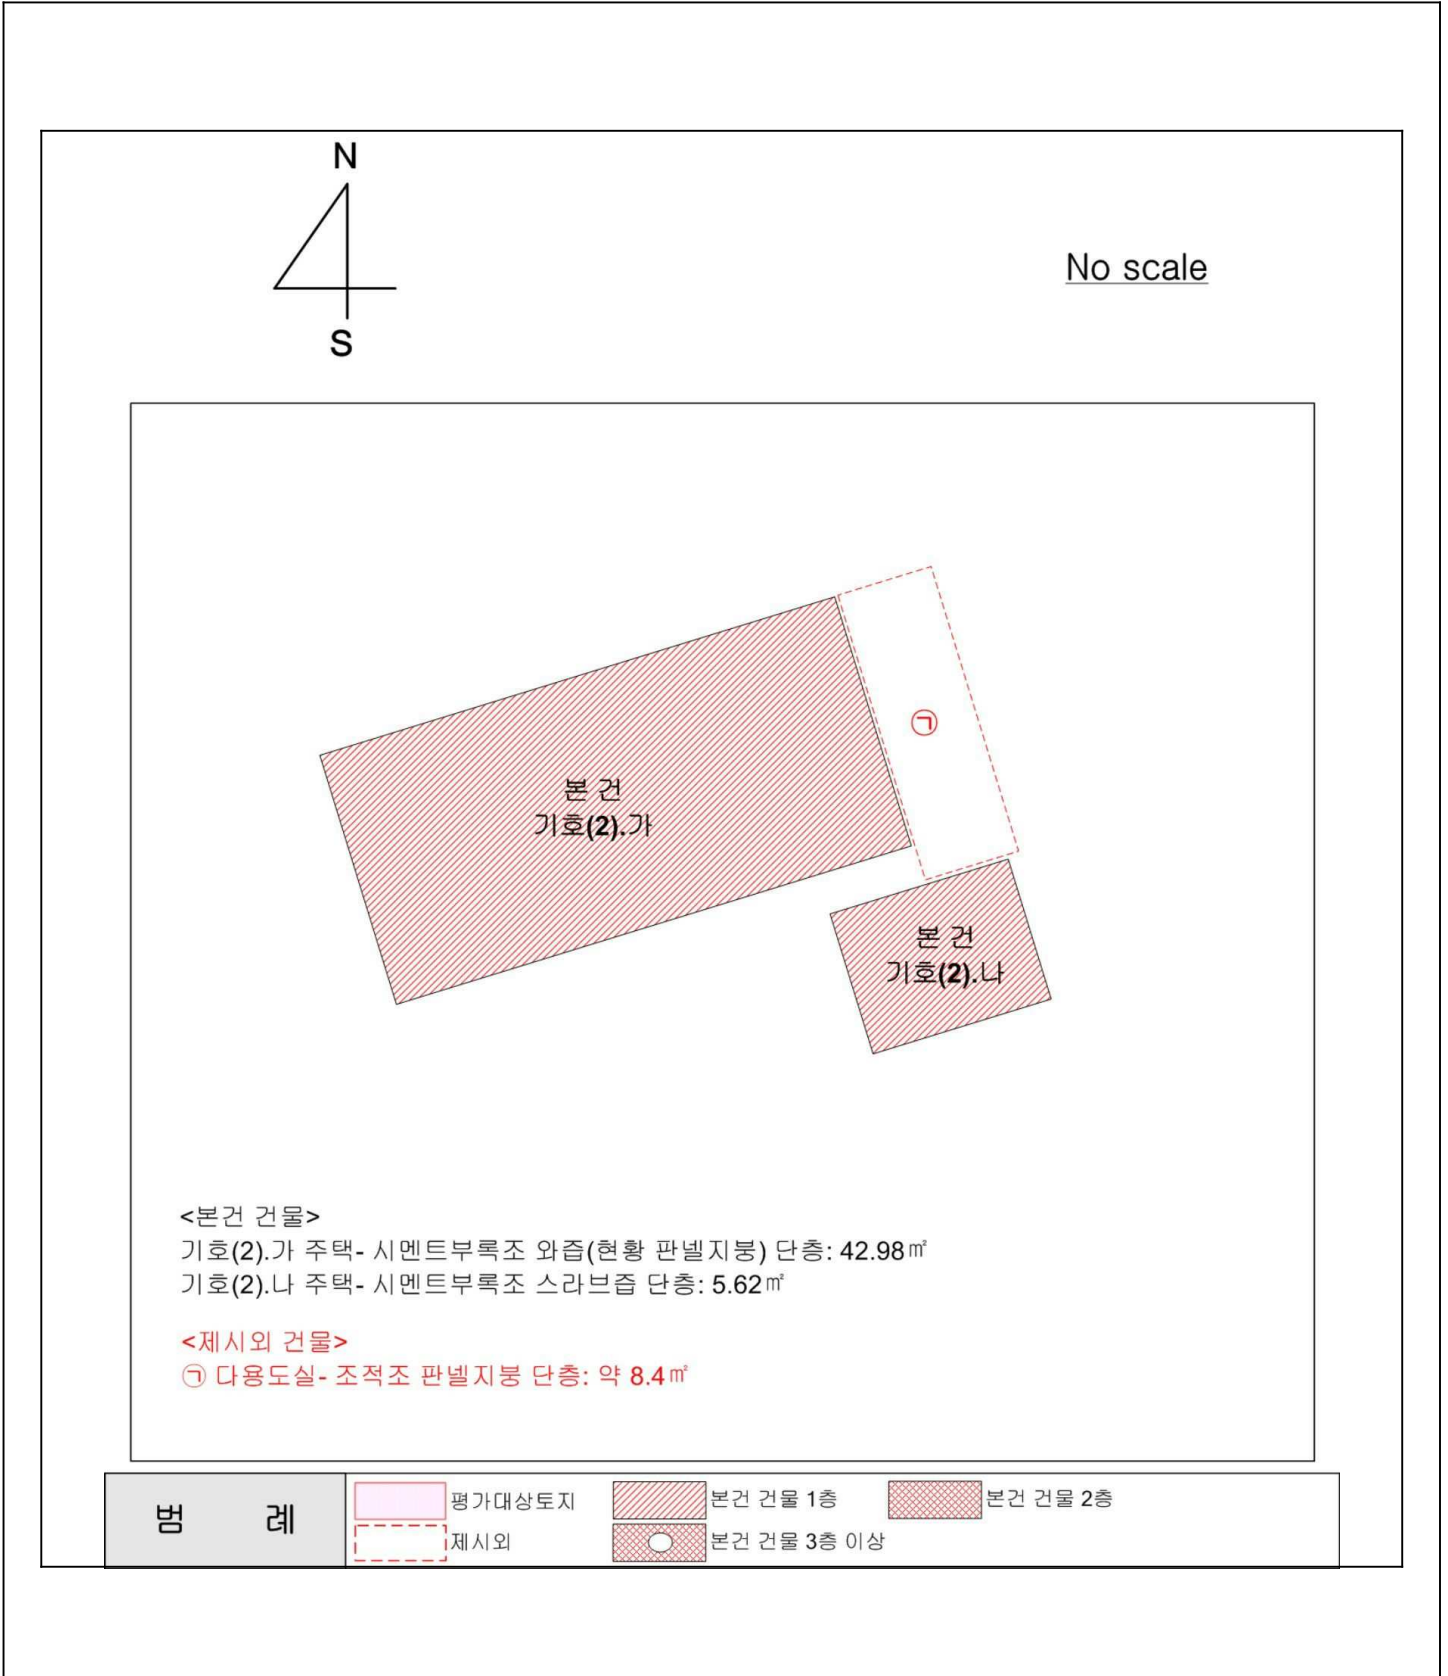 N
No scale
S
㉠
본 건
기호(2).가
본 건
기호(2).나
<본건 건물>
기호(2).가 주택- 시멘트부록조 와즙(현황 판넬지붕) 단층: 42.98㎡
기호(2).나 주택- 시멘트부록조 스라브즙 단층: 5.62㎡
<제시외 건물>
㉠ 다용도실- 조적조 판넬지붕 단층: 약 8.4㎡
범 례
평가대상토지
본건 건물 1층
본건 건물 2층
제시외
본건 건물 3층 이상